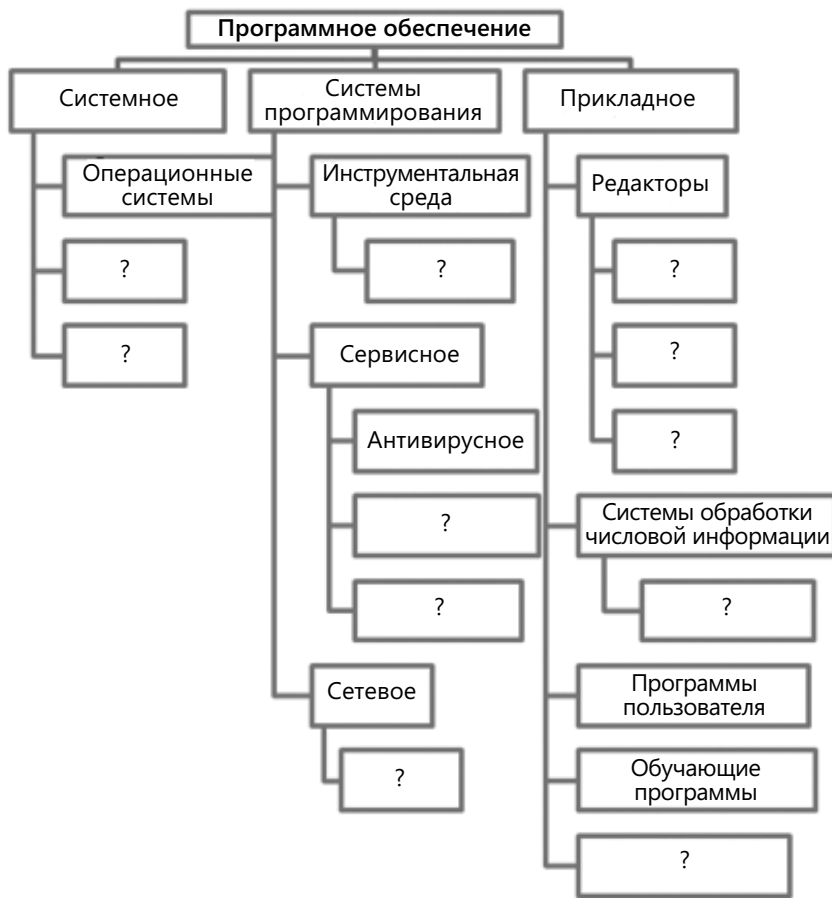 Программное обеспечение
Системное
Системы
программирования
Прикладное
Операционные
системы
Инструментальная
среда
Редакторы
?
?
?
?
Сервисное
?
Антивирусное
?
?
Системы обработки
числовой информации
?
?
Сетевое
Программы
пользователя
?
Обучающие
программы
?